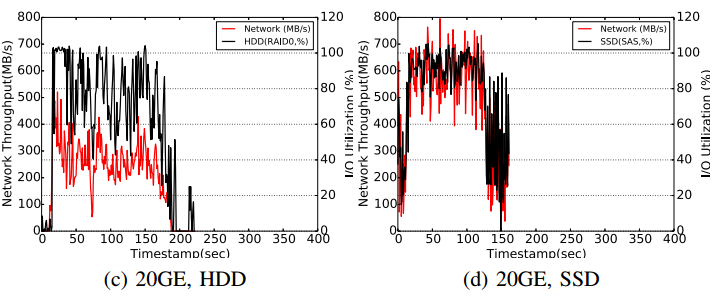 800
700
600
500
400
300
200
100
0
Network Throughput(MB/s)
Network (MB/s)
HDD(RAID0,%)
120
100
80
60
40
20
0
I/O Utilization (%)
0 50 100 150 200 250 300 350 400
Timestamp(sec)
(c) 20GE, HDD
800
700
600
500
400
300
200
100
0
Network Throughput(MB/s)
Network (MB/s)
SSD(SAS,%)
120
100
80
60
40
20
0
I/O Utilization (%)
0 50 100 150 200 250 300 350 400
Timestamp(sec)
(d) 20GE, SSD